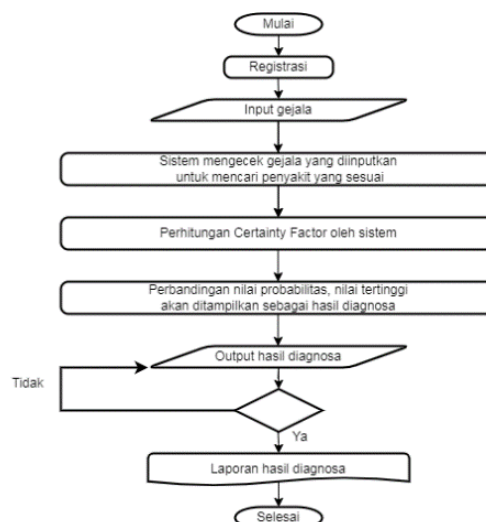 Mulai
Registrasi
Input gejala
Sistem mengecek gejala yang diinputkan
untuk mencari penyakit yang sesuai
Perhitungan Certainty Factor oleh sistem
Perbandingan nilai probabilitas, nilai tertinggi
akan ditampilkan sebagai hasil diagnosa
Output hasil diagnosa
Tidak
Ya
Laporan hasil diagnosa
Selesai